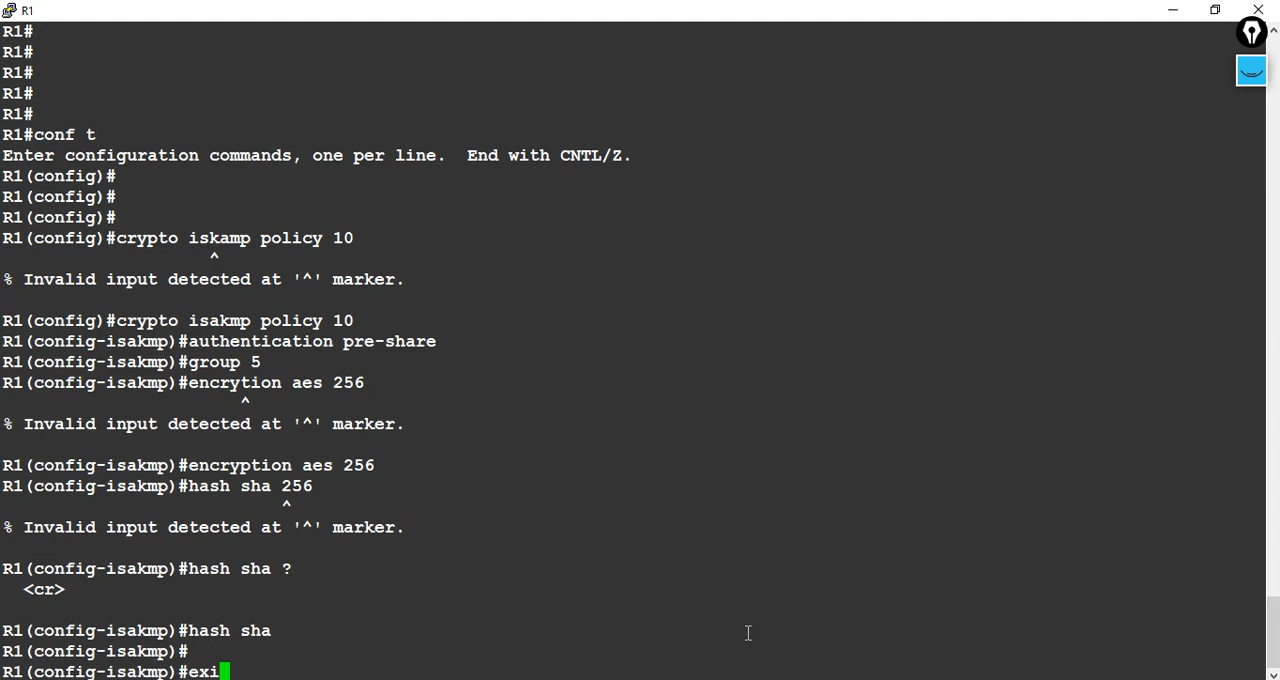 R1
R1#
R1#
R1#
R1#
R1#
R1#conf t
Enter configuration commands, one per line.  End with CNTL/Z.
R1(config)#
R1(config)#
R1(config)#
R1(config)#crypto iskamp policy 10
^
% Invalid input detected at '^' marker.
R1(config)#crypto isakmp policy 10
R1(config-isakmp)#authentication pre-share
R1(config-isakmp)#group 5
R1(config-isakmp)#encrytion aes 256
^
% Invalid input detected at '^' marker.
R1(config-isakmp)#encryption aes 256
R1(config-isakmp)#hash sha 256
^
% Invalid input detected at '^' marker.
R1(config-isakmp)#hash sha ?
<cr>
R1(config-isakmp)#hash sha
R1(config-isakmp)#
R1(config-isakmp)#exi